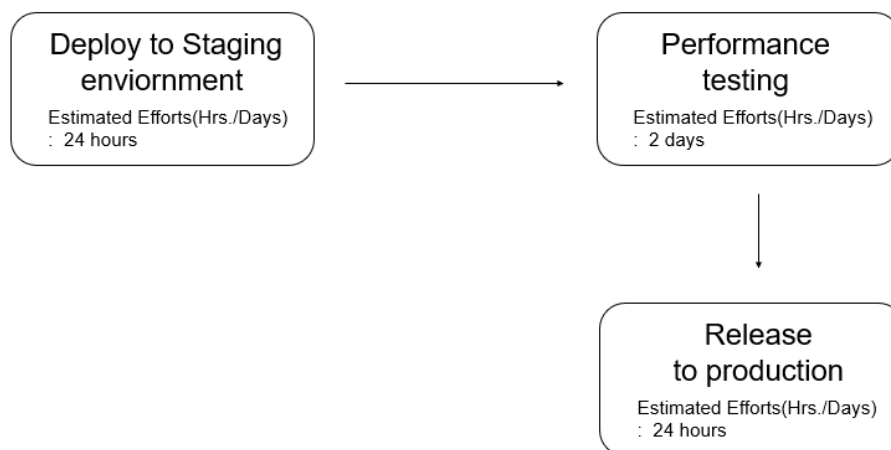 Deploy to Staging
enviornment
Estimated Efforts(Hrs./Days)
: 24 hours
Performance
testing
Estimated Efforts(Hrs./Days)
: 2 days
Release
to production
Estimated Efforts(Hrs./Days)
: 24 hours